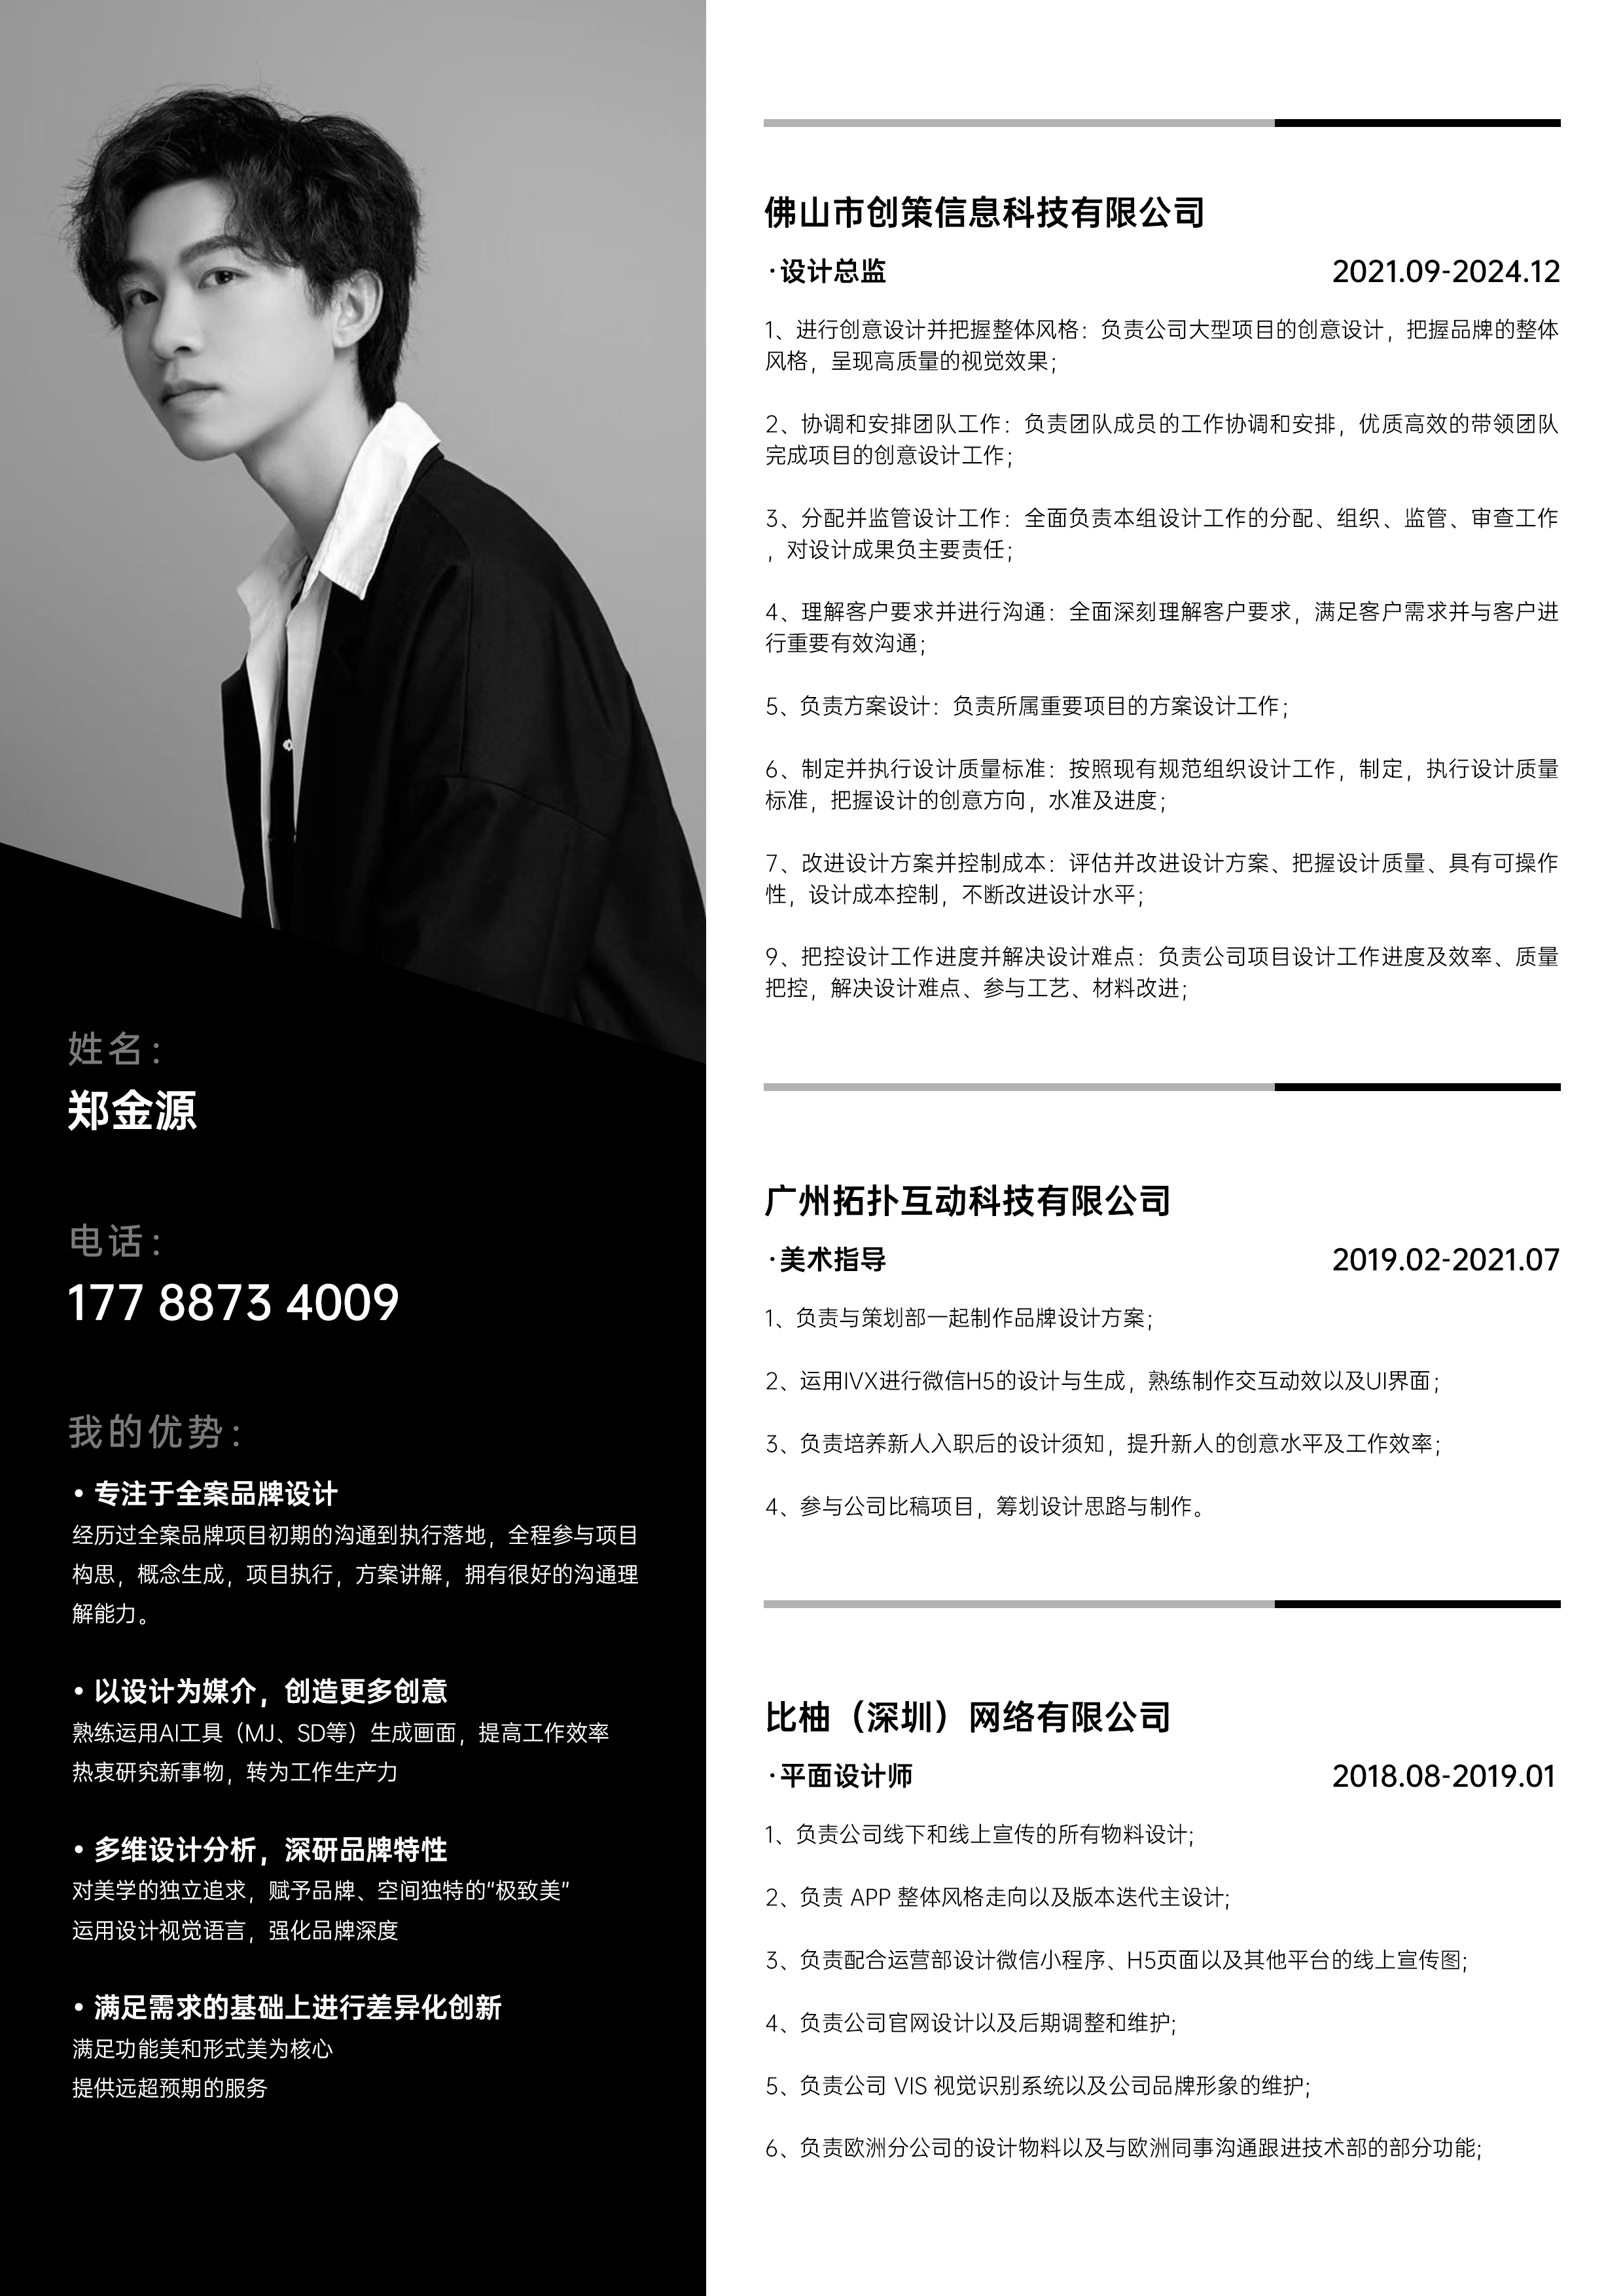 姓名：
郑金源
电话：
177 8873 4009
我的优势：
• 专注于全案品牌设计
经历过全案品牌项目初期的沟通到执行落地，全程参与项目
构思，概念生成，项目执行，方案讲解，拥有很好的沟通理
解能力。
• 以设计为媒介，创造更多创意
熟练运用AI工具（MJ、SD等）生成画面，提高工作效率
热衷研究新事物，转为工作生产力
• 多维设计分析，深研品牌特性
对美学的独立追求，赋予品牌、空间独特的"极致美"
运用设计视觉语言，强化品牌深度
• 满足需求的基础上进行差异化创新
满足功能美和形式美为核心
提供远超预期的服务
佛山市创策信息科技有限公司
·设计总监 2021.09-2024.12
1、进行创意设计并把握整体风格：负责公司大型项目的创意设计，把握品牌的整体
风格，呈现高质量的视觉效果；
2、协调和安排团队工作：负责团队成员的工作协调和安排，优质高效的带领团队
完成项目的创意设计工作；
3、分配并监管设计工作：全面负责本组设计工作的分配、组织、监管、审查工作
，对设计成果负主要责任；
4、理解客户要求并进行沟通：全面深刻理解客户要求，满足客户需求并与客户进
行重要有效沟通；
5、负责方案设计：负责所属重要项目的方案设计工作；
6、制定并执行设计质量标准：按照现有规范组织设计工作，制定，执行设计质量
标准，把握设计的创意方向，水准及进度；
7、改进设计方案并控制成本：评估并改进设计方案、把握设计质量、具有可操作
性，设计成本控制，不断改进设计水平；
9、把控设计工作进度并解决设计难点：负责公司项目设计工作进度及效率、质量
把控，解决设计难点、参与工艺、材料改进；
广州拓扑互动科技有限公司
·美术指导 2019.02-2021.07
1、负责与策划部一起制作品牌设计方案；
2、运用IVX进行微信H5的设计与生成，熟练制作交互动效以及UI界面；
3、负责培养新人入职后的设计须知，提升新人的创意水平及工作效率；
4、参与公司比稿项目，筹划设计思路与制作。
比柚（深圳）网络有限公司
·平面设计师 2018.08-2019.01
1、负责公司线下和线上宣传的所有物料设计；
2、负责 APP 整体风格走向以及版本迭代主设计；
3、负责配合运营部设计微信小程序、H5页面以及其他平台的线上宣传图；
4、负责公司官网设计以及后期调整和维护；
5、负责公司 VIS 视觉识别系统以及公司品牌形象的维护；
6、负责欧洲分公司的设计物料以及与欧洲同事沟通跟进技术部的部分功能；